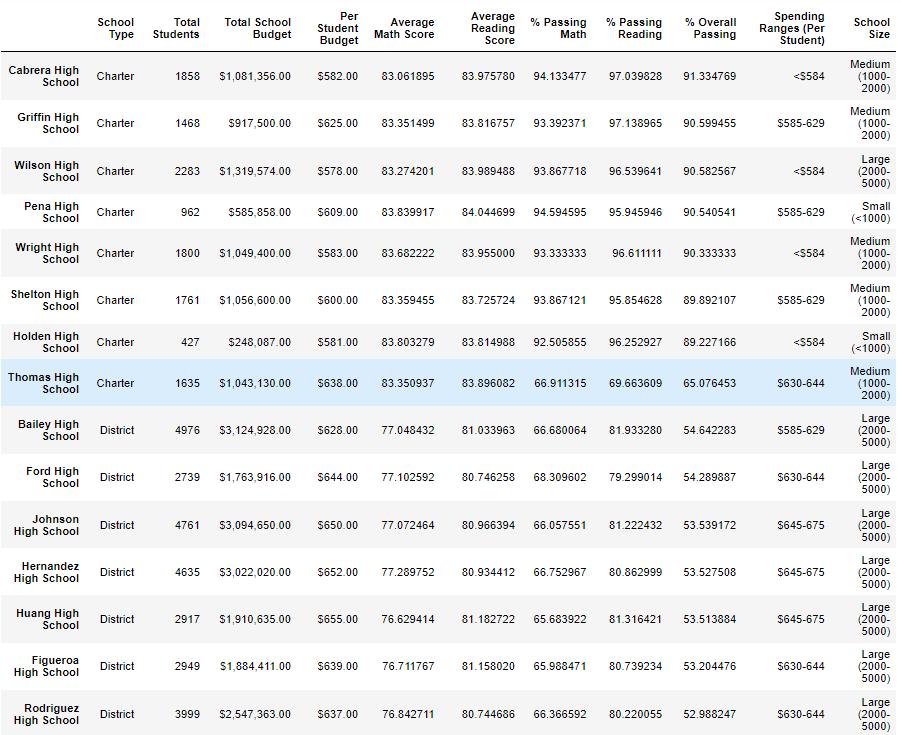 School Type Total Students Total School Budget Per Student Budget Average Math Score Average Reading Score % Passing Math % Passing Reading % Overall Passing Spending Ranges (Per Student) School Size
Cabrera High School Charter 1858 $1,081,356.00 $582.00 83.061895 83.975780 94.133477 97.039828 91.334769 <$584 Medium (1000-2000)
Griffin High School Charter 1468 $917,500.00 $625.00 83.351499 83.816757 93.392371 97.138965 90.599455 $585-629 Medium (1000-2000)
Wilson High School Charter 2283 $1,319,574.00 $578.00 83.274201 83.989488 93.867718 96.539641 90.582567 <$584 Large (2000-5000)
Pena High School Charter 962 $585,858.00 $609.00 83.839917 84.044699 94.594595 95.945946 90.540541 $585-629 Small (<1000)
Wright High School Charter 1800 $1,049,400.00 $583.00 83.682222 83.955000 93.333333 96.611111 90.333333 <$584 Medium (1000-2000)
Shelton High School Charter 1761 $1,056,600.00 $600.00 83.359455 83.725724 93.867121 95.854628 89.892107 $585-629 Medium (1000-2000)
Holden High School Charter 427 $248,087.00 $581.00 83.803279 83.814988 92.505855 96.252927 89.227166 <$584 Small (<1000)
Thomas High School Charter 1635 $1,043,130.00 $638.00 83.350937 83.896082 66.911315 69.663609 65.076453 $630-644 Medium (1000-2000)
Bailey High School District 4976 $3,124,928.00 $628.00 77.048432 81.033963 66.680064 81.933280 54.642283 $585-629 Large (2000-5000)
Ford High School District 2739 $1,763,916.00 $644.00 77.102592 80.746258 68.309602 79.299014 54.289887 $630-644 Large (2000-5000)
Johnson High School District 4761 $3,094,650.00 $650.00 77.072464 80.966394 66.057551 81.222432 53.539172 $645-675 Large (2000-5000)
Hernandez High School District 4635 $3,022,020.00 $652.00 77.289752 80.934412 66.752967 80.862999 53.527508 $645-675 Large (2000-5000)
Huang High School District 2917 $1,910,635.00 $655.00 76.629414 81.182722 65.683922 81.316421 53.513884 $645-675 Large (2000-5000)
Figueroa High School District 2949 $1,884,411.00 $639.00 76.711767 81.158020 65.988471 80.739234 53.204476 $630-644 Large (2000-5000)
Rodriguez High School District 3999 $2,547,363.00 $637.00 76.842711 80.744686 66.366592 80.220055 52.988247 $630-644 Large (2000-5000)